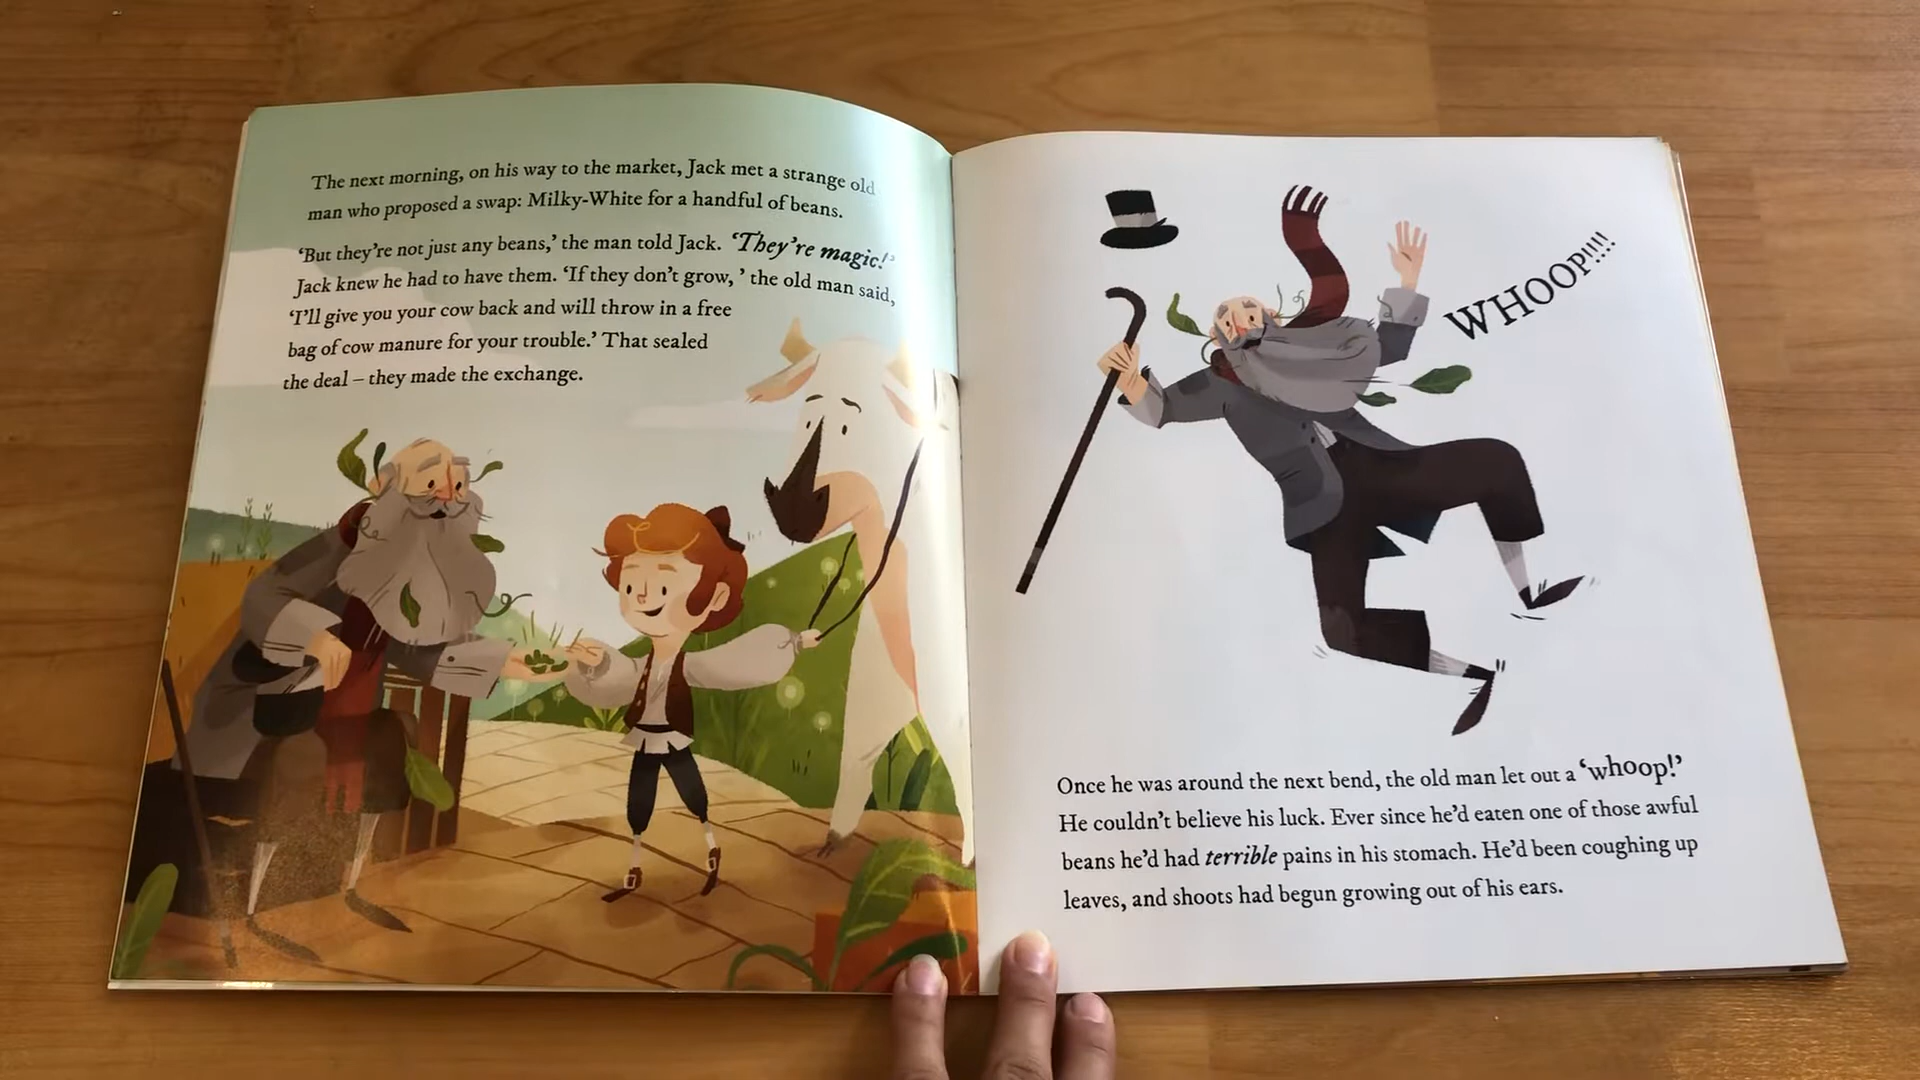 The next morning, on his way to the market, Jack met a strange old
man who proposed a swap: Milky-White for a handful of beans.
‘But they’re not just any beans,’ the man told Jack. ‘They’re magic!’
Jack knew he had to have them. ‘If they don’t grow, ’ the old man said,
‘I’ll give you your cow back and will throw in a free
bag of cow manure for your trouble.’ That sealed
the deal – they made the exchange.
WHOOP!!!!
Once he was around the next bend, the old man let out a ‘whoop!’
He couldn’t believe his luck. Ever since he’d eaten one of those awful
beans he’d had terrible pains in his stomach. He’d been coughing up
leaves, and shoots had begun growing out of his ears.